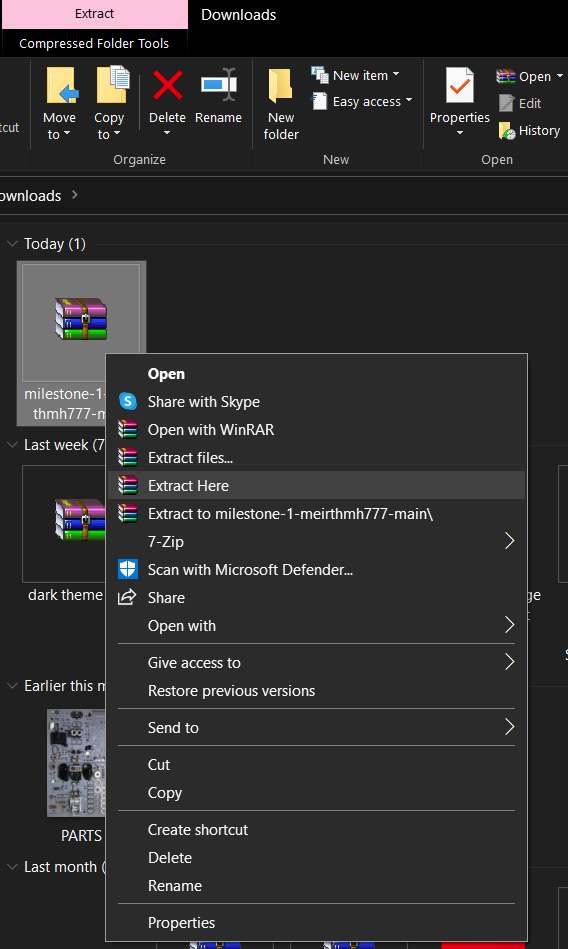 Extract
Downloads
Compressed Folder Tools
Move to
Copy to
Delete
Rename
New folder
New item
Easy access
Properties
Open
Edit
History
Organize
New
Open
Downloads
Today (1)
milestone-1-
thmh777-m
Last week (7
dark theme
Earlier this m
PARTS
Last month (
Open
Share with Skype
Open with WinRAR
Extract files...
Extract Here
Extract to milestone-1-meirthmh777-main\
7-Zip
Scan with Microsoft Defender...
Share
Open with
Give access to
Restore previous versions
Send to
Cut
Copy
Create shortcut
Delete
Rename
Properties